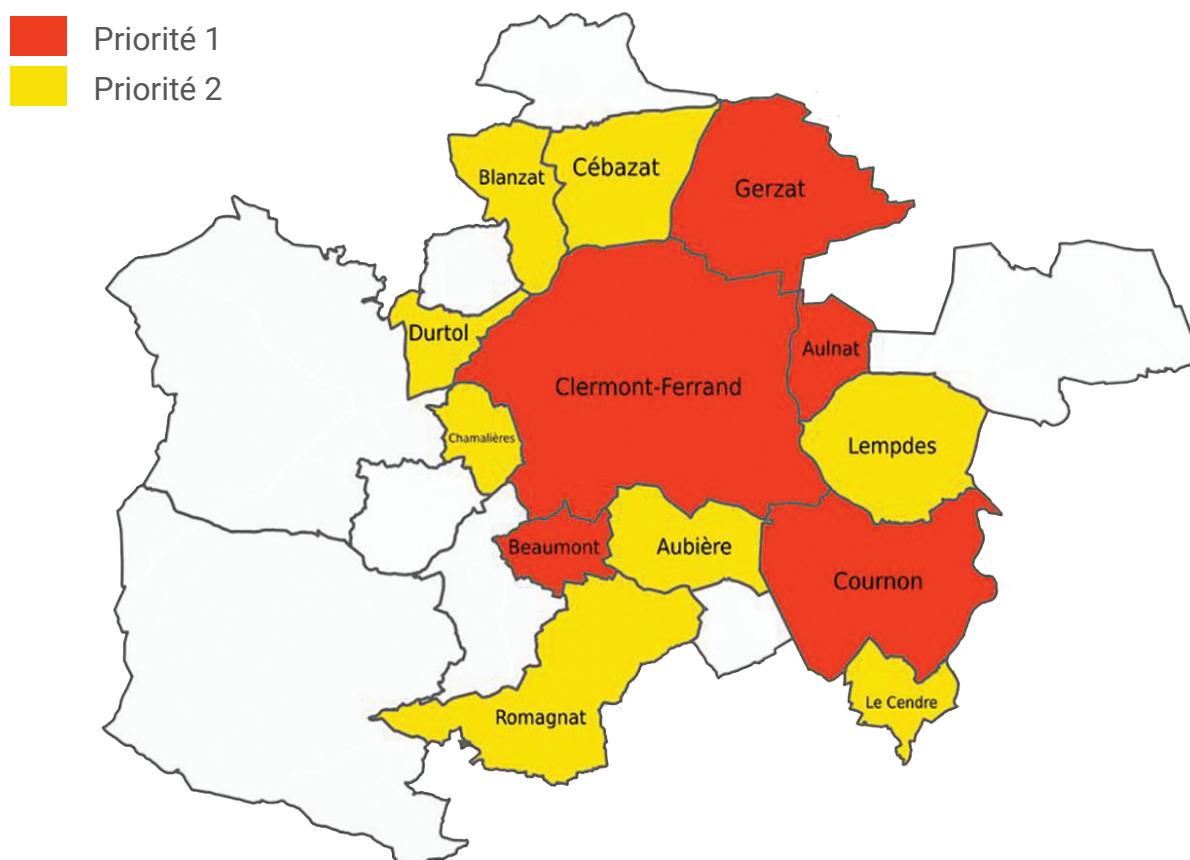 Priorité 1
Priorité 2
Blanzat
Cébazat
Gerzat
Durtol
Aulnat
Clermont-Ferrand
Chamalières
Lempdes
Beaumont
Aubière
Cournon
Le Cendre
Romagnat